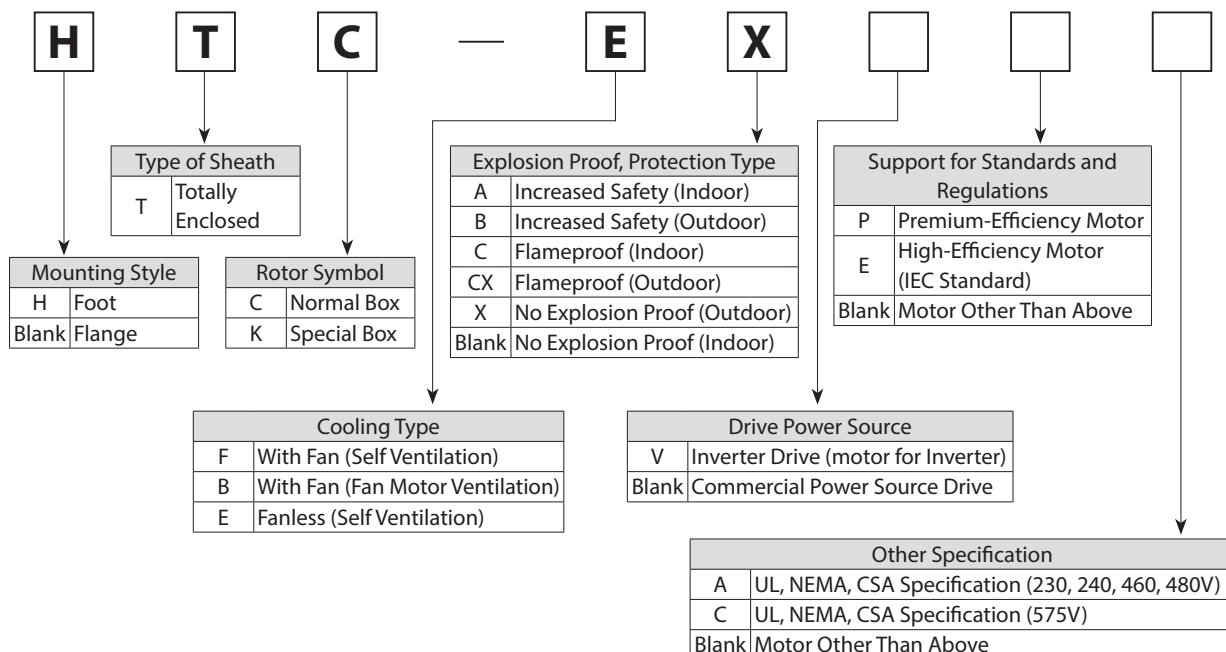 H T C — E X
Type of Sheath
T Totally
Enclosed
Explosion Proof, Protection Type
A Increased Safety (Indoor)
B Increased Safety (Outdoor)
C Flameproof (Indoor)
CX Flameproof (Outdoor)
X No Explosion Proof (Outdoor)
Blank No Explosion Proof (Indoor)
Support for Standards and
Regulations
P Premium-Efficiency Motor
E High-Efficiency Motor
(IEC Standard)
Blank Motor Other Than Above
Mounting Style
H Foot
Blank Flange
Rotor Symbol
C Normal Box
K Special Box
Cooling Type
F With Fan (Self Ventilation)
B With Fan (Fan Motor Ventilation)
E Fanless (Self Ventilation)
Drive Power Source
V Inverter Drive (motor for Inverter)
Blank Commercial Power Source Drive
Other Specification
A UL, NEMA, CSA Specification (230, 240, 460, 480V)
C UL, NEMA, CSA Specification (575V)
Blank Motor Other Than Above